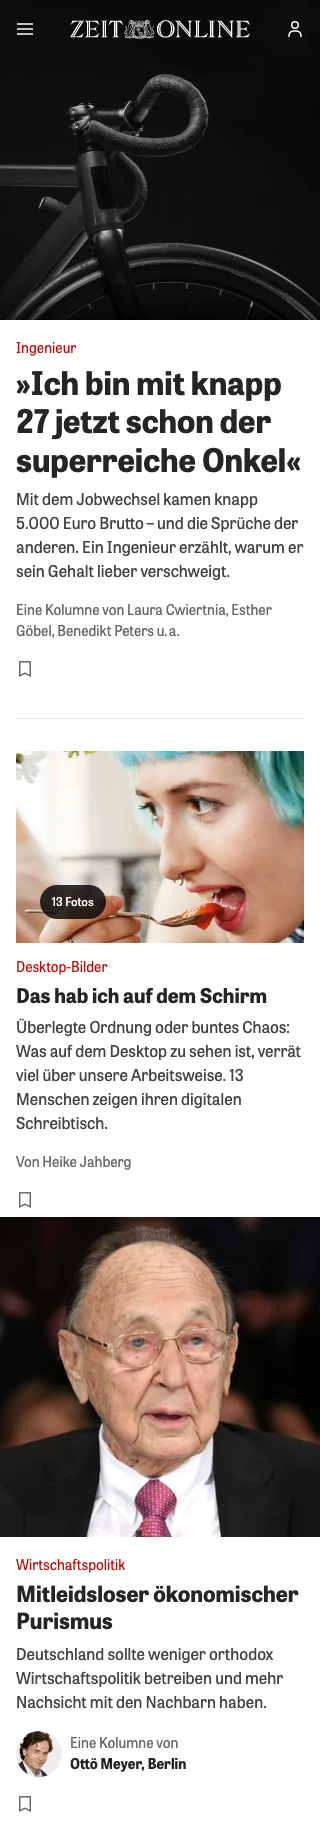 ZEIT ONLINE
Ingenieur
»Ich bin mit knapp
27 jetzt schon der
superreiche Onkel«
Mit dem Jobwechsel kamen knapp
5.000 Euro Brutto – und die Sprüche der
anderen. Ein Ingenieur erzählt, warum er
sein Gehalt lieber verschweigt.
Eine Kolumne von Laura Cwiertnia, Esther
Göbel, Benedikt Peters u. a.
13 Fotos
Desktop-Bilder
Das hab ich auf dem Schirm
Überlegte Ordnung oder buntes Chaos:
Was auf dem Desktop zu sehen ist, verrät
viel über unsere Arbeitsweise. 13
Menschen zeigen ihren digitalen
Schreibtisch.
Von Heike Jahberg
Wirtschaftspolitik
Mitleidsloser ökonomischer
Purismus
Deutschland sollte weniger orthodox
Wirtschaftspolitik betreiben und mehr
Nachsicht mit den Nachbarn haben.
Eine Kolumne von
Ottö Meyer, Berlin